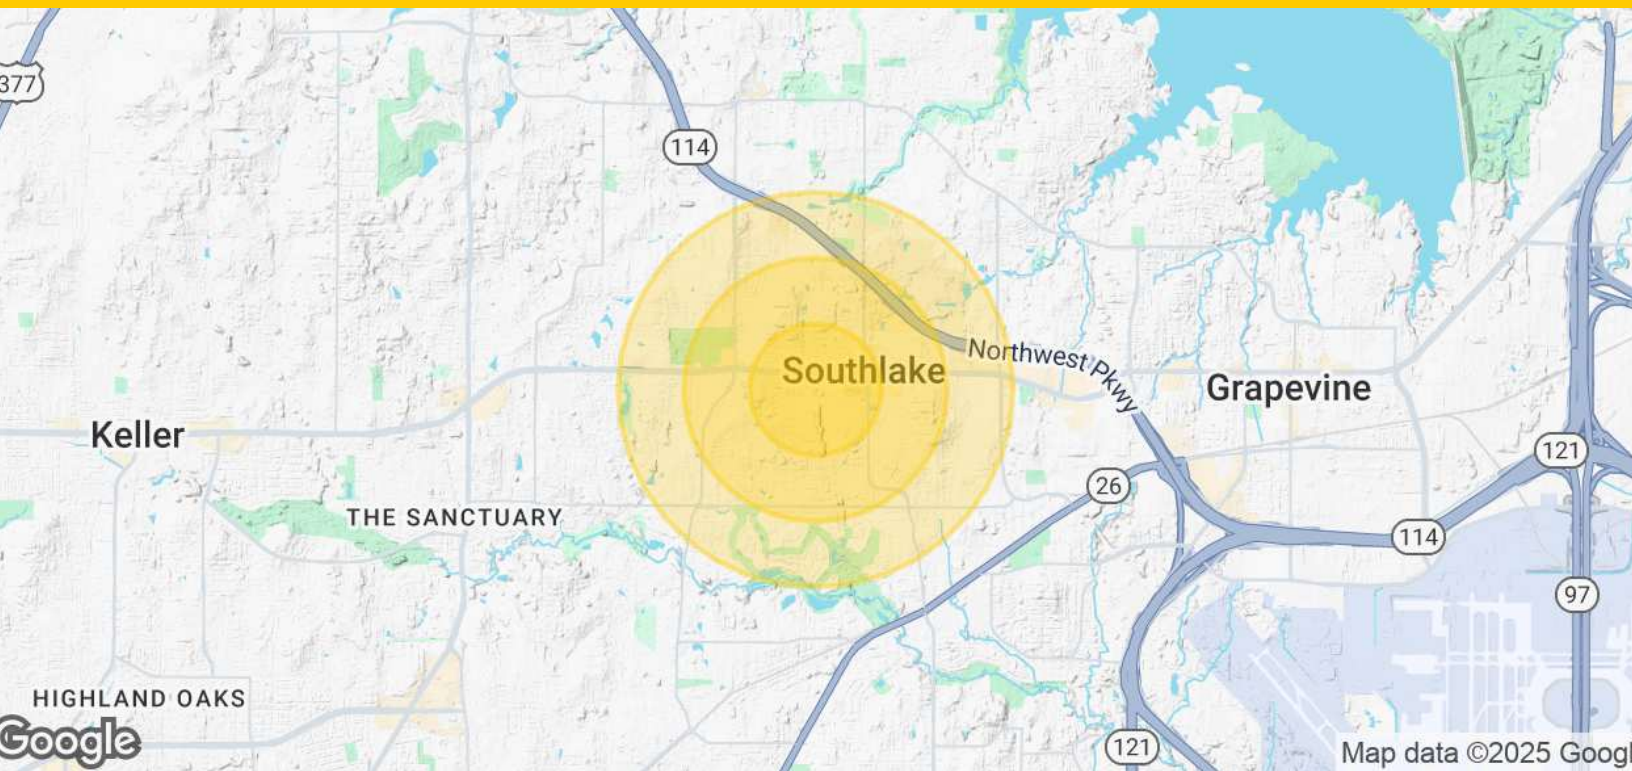 377
114
Southlake
Northwest Pkwy
Grapevine
Keller
121
26
THE SANCTUARY
114
97
HIGHLAND OAKS
Google
121
Map data ©2025 Googl